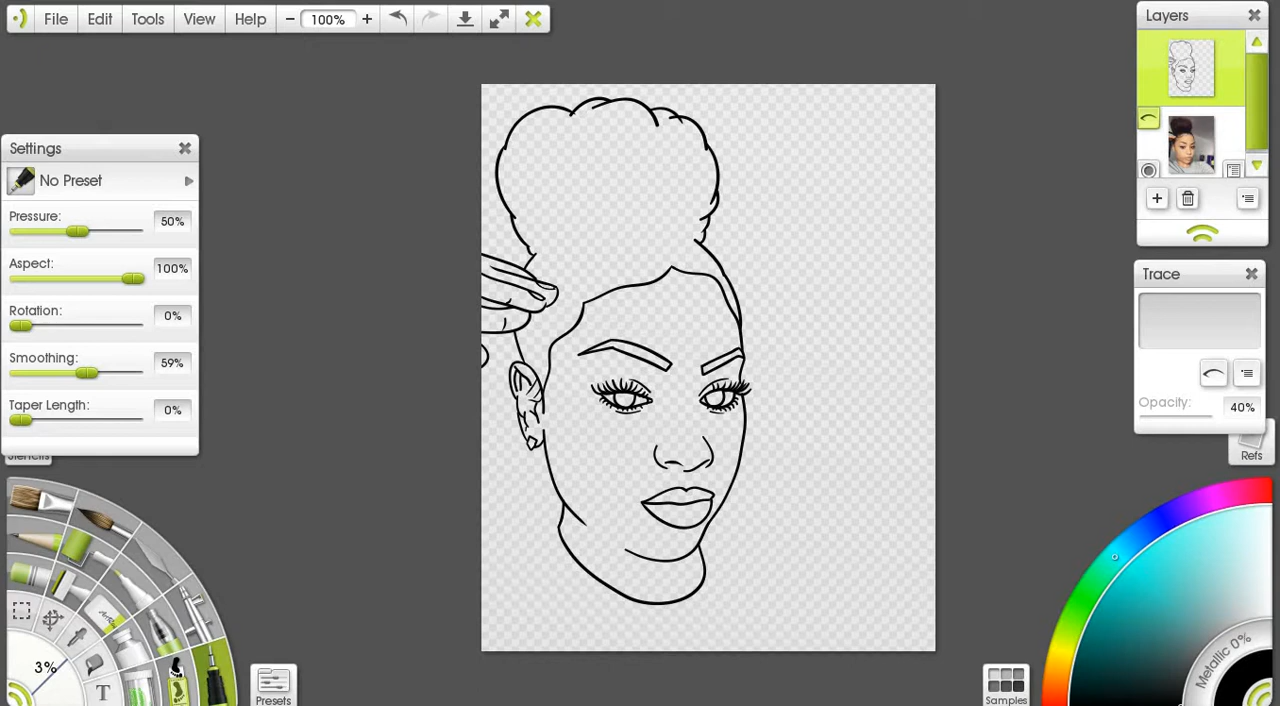 File Edit Tools View Help − 100% +
Layers
Settings
No Preset
Pressure: 50%
Aspect: 100%
Rotation: 0%
Smoothing: 59%
Taper Length: 0%
Stencils
Trace
Opacity: 40%
Refs
3%
T
Presets
Samples
Metallic 0%